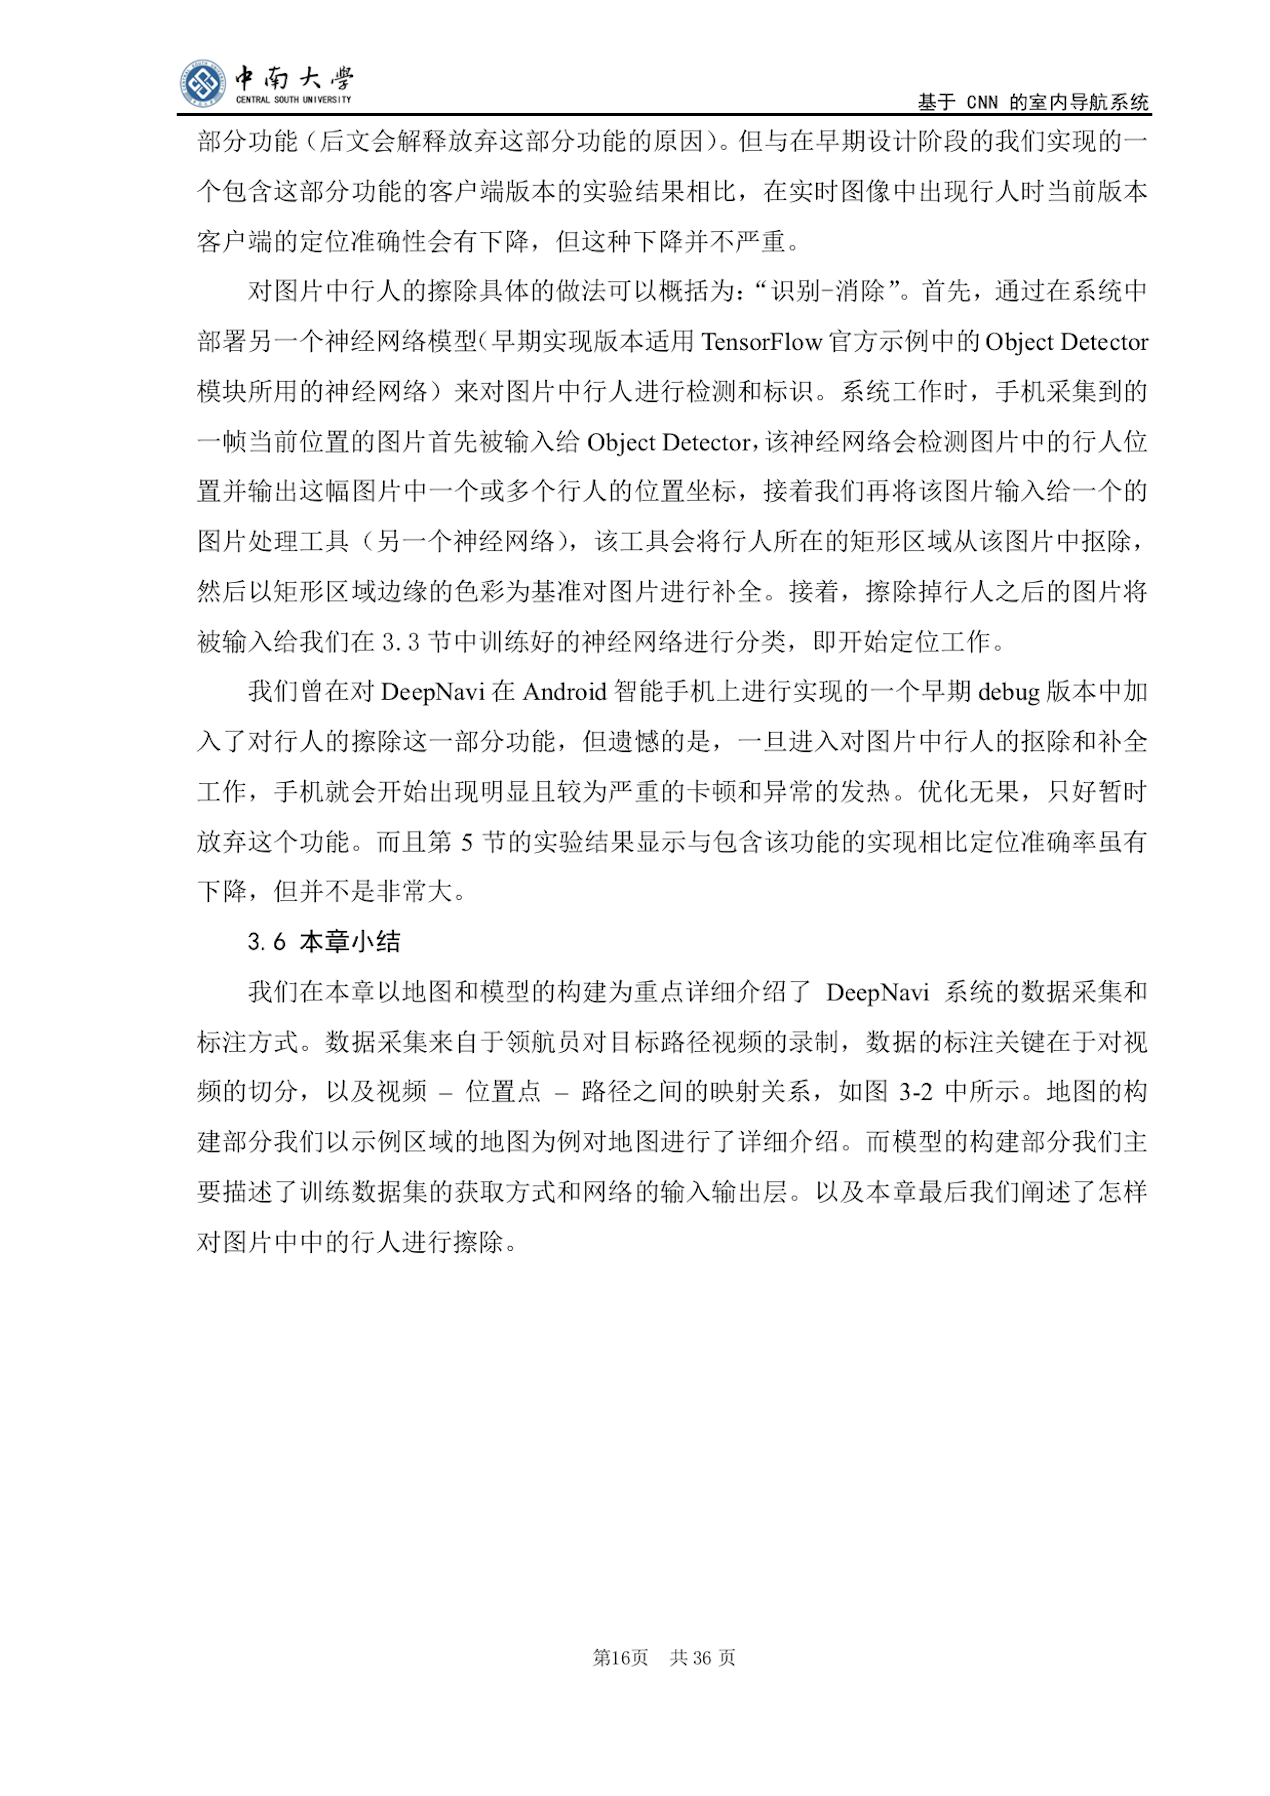 中南大学
CENTRAL SOUTH UNIVERSITY
基于 CNN 的室内导航系统
部分功能（后文会解释放弃这部分功能的原因）。但与在早期设计阶段的我们实现的一
个包含这部分功能的客户端版本的实验结果相比，在实时图像中出现行人时当前版本
客户端的定位准确性会有下降，但这种下降并不严重。
对图片中行人的擦除具体的做法可以概括为：“识别-消除”。首先，通过在系统中
部署另一个神经网络模型（早期实现版本适用 TensorFlow 官方示例中的 Object Detector
模块所用的神经网络）来对图片中行人进行检测和标识。系统工作时，手机采集到的
一帧当前位置的图片首先被输入给 Object Detector，该神经网络会检测图片中的行人位
置并输出这幅图片中一个或多个行人的位置坐标，接着我们再将该图片输入给一个的
图片处理工具（另一个神经网络），该工具会将行人所在的矩形区域从该图片中抠除，
然后以矩形区域边缘的色彩为基准对图片进行补全。接着，擦除掉行人之后的图片将
被输入给我们在 3.3 节中训练好的神经网络进行分类，即开始定位工作。
我们曾在对 DeepNavi 在 Android 智能手机上进行实现的一个早期 debug 版本中加
入了对行人的擦除这一部分功能，但遗憾的是，一旦进入对图片中行人的抠除和补全
工作，手机就会开始出现明显且较为严重的卡顿和异常的发热。优化无果，只好暂时
放弃这个功能。而且第 5 节的实验结果显示与包含该功能的实现相比定位准确率虽有
下降，但并不是非常大。
3.6 本章小结
我们在本章以地图和模型的构建为重点详细介绍了 DeepNavi 系统的数据采集和
标注方式。数据采集来自于领航员对目标路径视频的录制，数据的标注关键在于对视
频的切分，以及视频 – 位置点 – 路径之间的映射关系，如图 3-2 中所示。地图的构
建部分我们以示例区域的地图为例对地图进行了详细介绍。而模型的构建部分我们主
要描述了训练数据集的获取方式和网络的输入输出层。以及本章最后我们阐述了怎样
对图片中中的行人进行擦除。
第16页 共 36 页